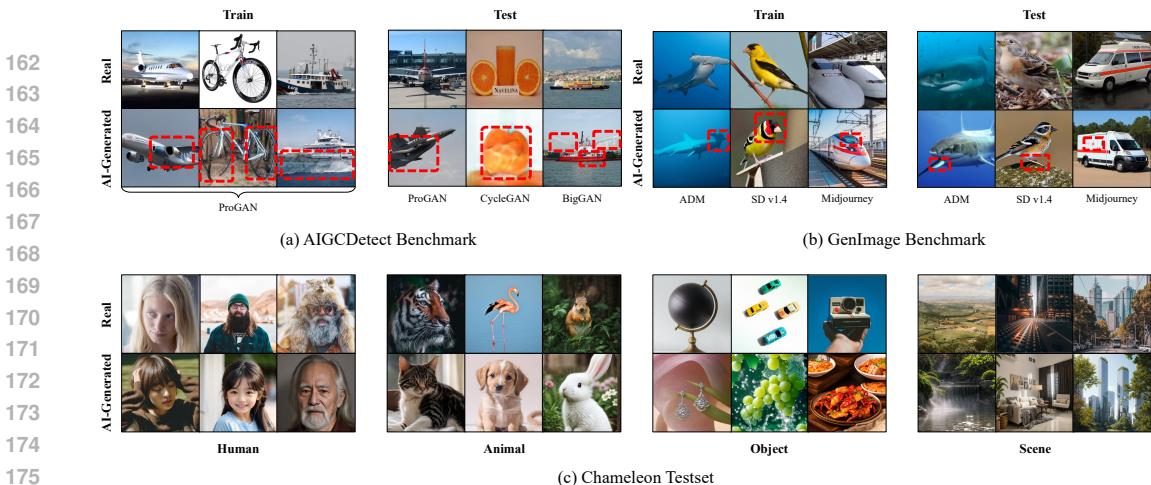 162
163
164
165
166
167
168
169
170
171
172
173
174
175
Train
Test
Train
Test
Real
AI-Generated
NAVELINA
Real
AI-Generated
ProGAN
ProGAN
CycleGAN
BigGAN
ADM
SD v1.4
Midjourney
ADM
SD v1.4
Midjourney
(a) AIGCDetect Benchmark
(b) GenImage Benchmark
Real
AI-Generated
Human
Animal
Object
Scene
(c) Chameleon Testset